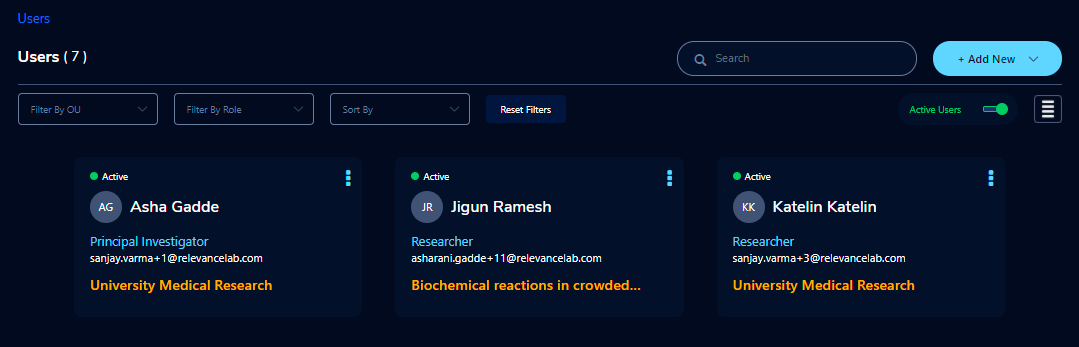 Users
Users ( 7 )
Search
+ Add New
Filter By OU
Filter By Role
Sort By
Reset Filters
Active Users
Active
AG
Asha Gadde
Principal Investigator
sanjay.varma+1@relevancelab.com
University Medical Research
Active
JR
Jigun Ramesh
Researcher
asharani.gadde+11@relevancelab.com
Biochemical reactions in crowded...
Active
KK
Katelin Katelin
Researcher
sanjay.varma+3@relevancelab.com
University Medical Research